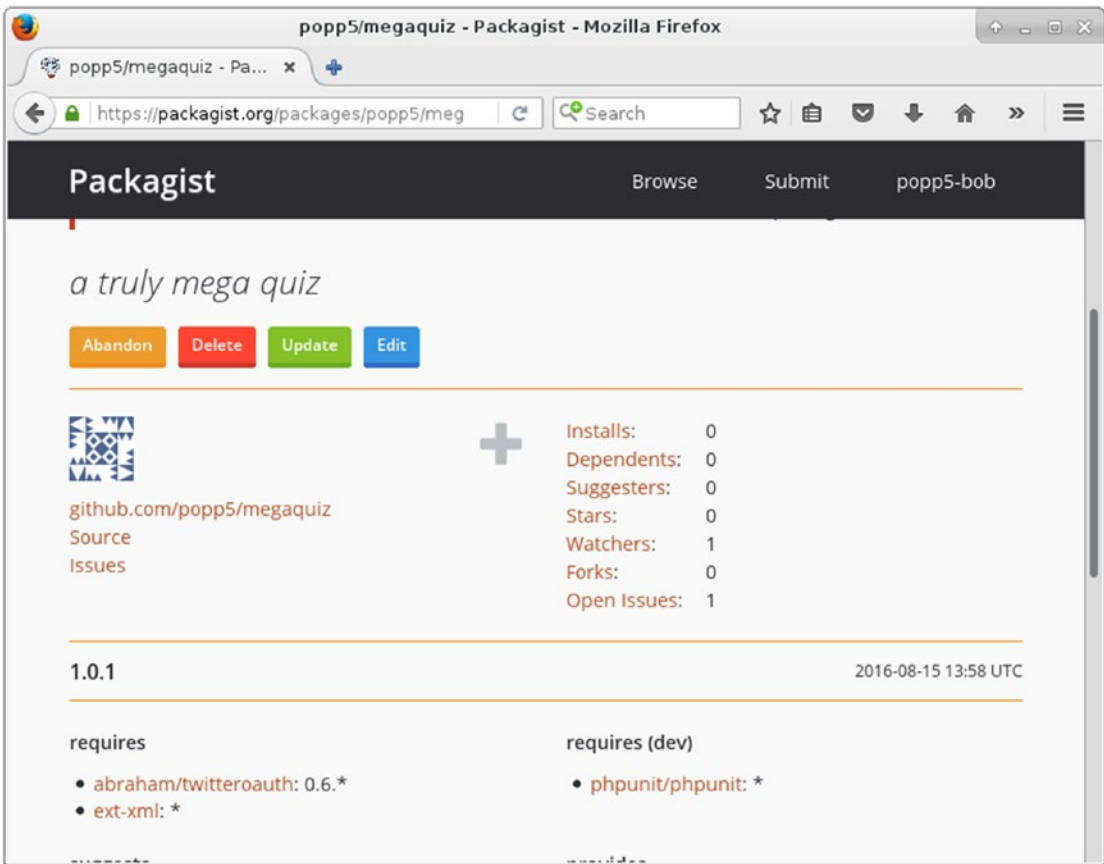 popp5/megaquiz - Packagist - Mozilla Firefox
popp5/megaquiz - Pa...
https://packagist.org/packages/popp5/meg
Search
Packagist
Browse
Submit
popp5-bob
a truly mega quiz
Abandon
Delete
Update
Edit
github.com/popp5/megaquiz
Source
Issues
Installs: 0
Dependents: 0
Suggesters: 0
Stars: 0
Watchers: 1
Forks: 0
Open Issues: 1
1.0.1
2016-08-15 13:58 UTC
requires
• abraham/twitteroauth: 0.6.*
• ext-xml: *
requires (dev)
• phpunit/phpunit: *